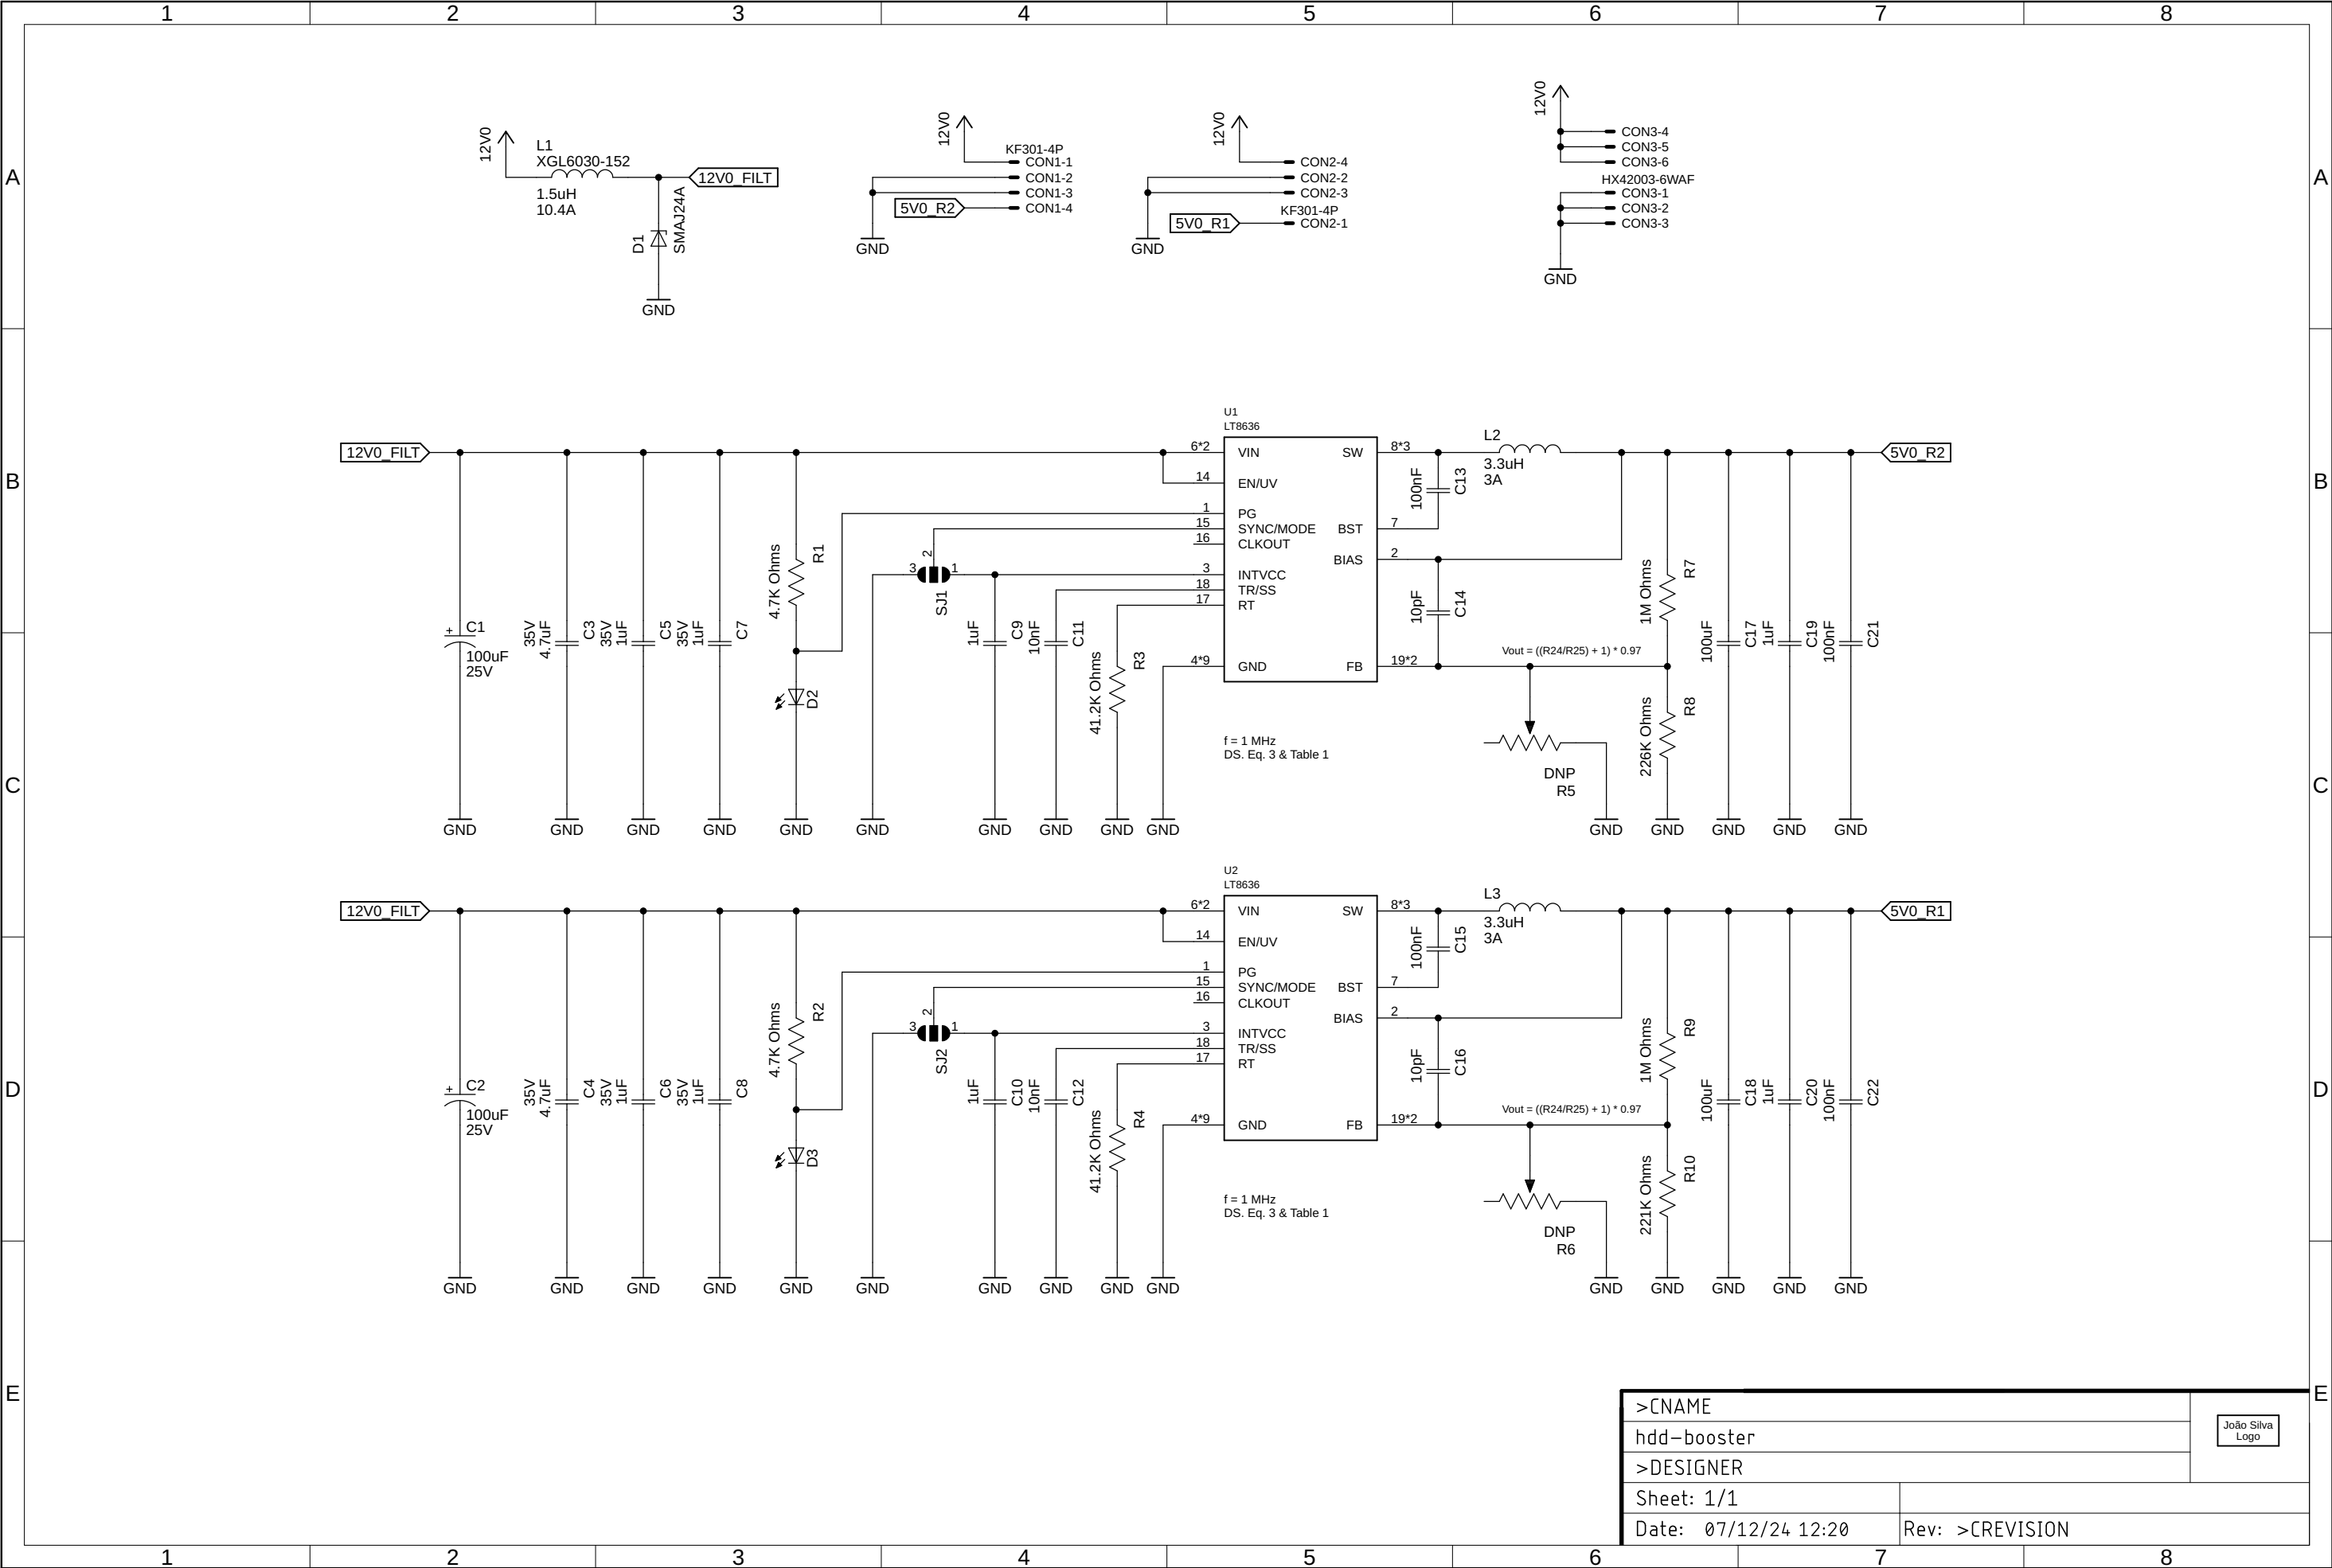 1 2 3 4 5 6 7 8
A
B
C
D
E
A
B
C
D
E
12V0
L1
XGL6030-152
1.5uH
10.4A
12V0_FILT
D1
SMAJ24A
GND
12V0
KF301-4P
CON1-1
CON1-2
CON1-3
CON1-4
5V0_R2
GND
12V0
CON2-4
CON2-2
CON2-3
KF301-4P
CON2-1
5V0_R1
GND
12V0
CON3-4
CON3-5
CON3-6
HX42003-6WAF
CON3-1
CON3-2
CON3-3
GND
12V0_FILT
+
C1
100uF
25V
35V
4.7uF
C3
35V
1uF
C5
35V
1uF
C7
4.7K Ohms
R1
D2
3
2
1
SJ1
1uF
C9
10nF
C11
41.2K Ohms
R3
U1
LT8636
6*2 VIN
14 EN/UV
1 PG
15 SYNC/MODE
16 CLKOUT
3 INTVCC
18 TR/SS
17 RT
4*9 GND
SW 8*3
BST 7
BIAS 2
FB 19*2
f = 1 MHz
DS. Eq. 3 & Table 1
100nF
C13
10pF
C14
L2
3.3uH
3A
Vout = ((R24/R25) + 1) * 0.97
DNP
R5
1M Ohms
R7
226K Ohms
R8
100uF
C17
1uF
C19
100nF
C21
5V0_R2
GND GND GND GND GND GND GND GND GND GND GND GND GND GND GND
12V0_FILT
+
C2
100uF
25V
35V
4.7uF
C4
35V
1uF
C6
35V
1uF
C8
4.7K Ohms
R2
D3
3
2
1
SJ2
1uF
C10
10nF
C12
41.2K Ohms
R4
U2
LT8636
6*2 VIN
14 EN/UV
1 PG
15 SYNC/MODE
16 CLKOUT
3 INTVCC
18 TR/SS
17 RT
4*9 GND
SW 8*3
BST 7
BIAS 2
FB 19*2
f = 1 MHz
DS. Eq. 3 & Table 1
100nF
C15
10pF
C16
L3
3.3uH
3A
Vout = ((R24/R25) + 1) * 0.97
DNP
R6
1M Ohms
R9
221K Ohms
R10
100uF
C18
1uF
C20
100nF
C22
5V0_R1
GND GND GND GND GND GND GND GND GND GND GND GND GND GND GND
>CNAME
hdd-booster
>DESIGNER
Sheet: 1/1
Date: 07/12/24 12:20
Rev: >CREVISION
João Silva
Logo
1 2 3 4 5 6 7 8